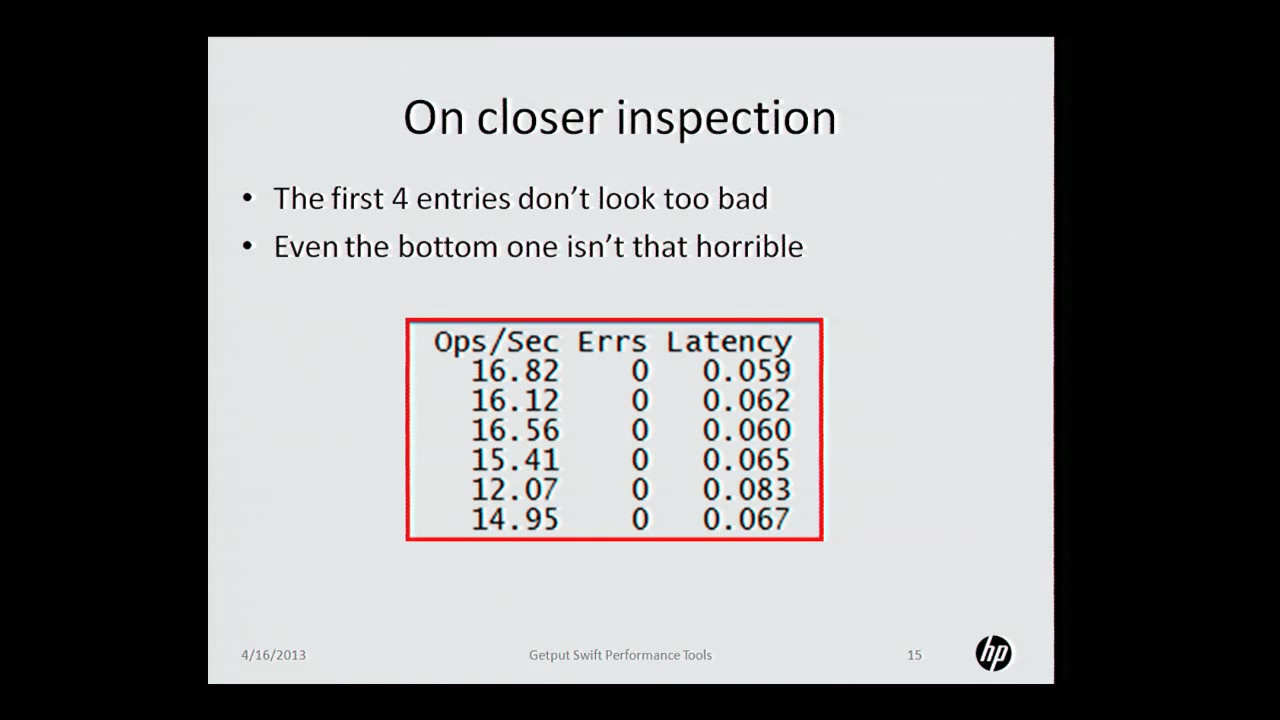 On closer inspection
• The first 4 entries don't look too bad
• Even the bottom one isn't that horrible
Ops/Sec Errs Latency
16.82 0 0.059
16.12 0 0.062
16.56 0 0.060
15.41 0 0.065
12.07 0 0.083
14.95 0 0.067
4/16/2013 Getput Swift Performance Tools 15 hp